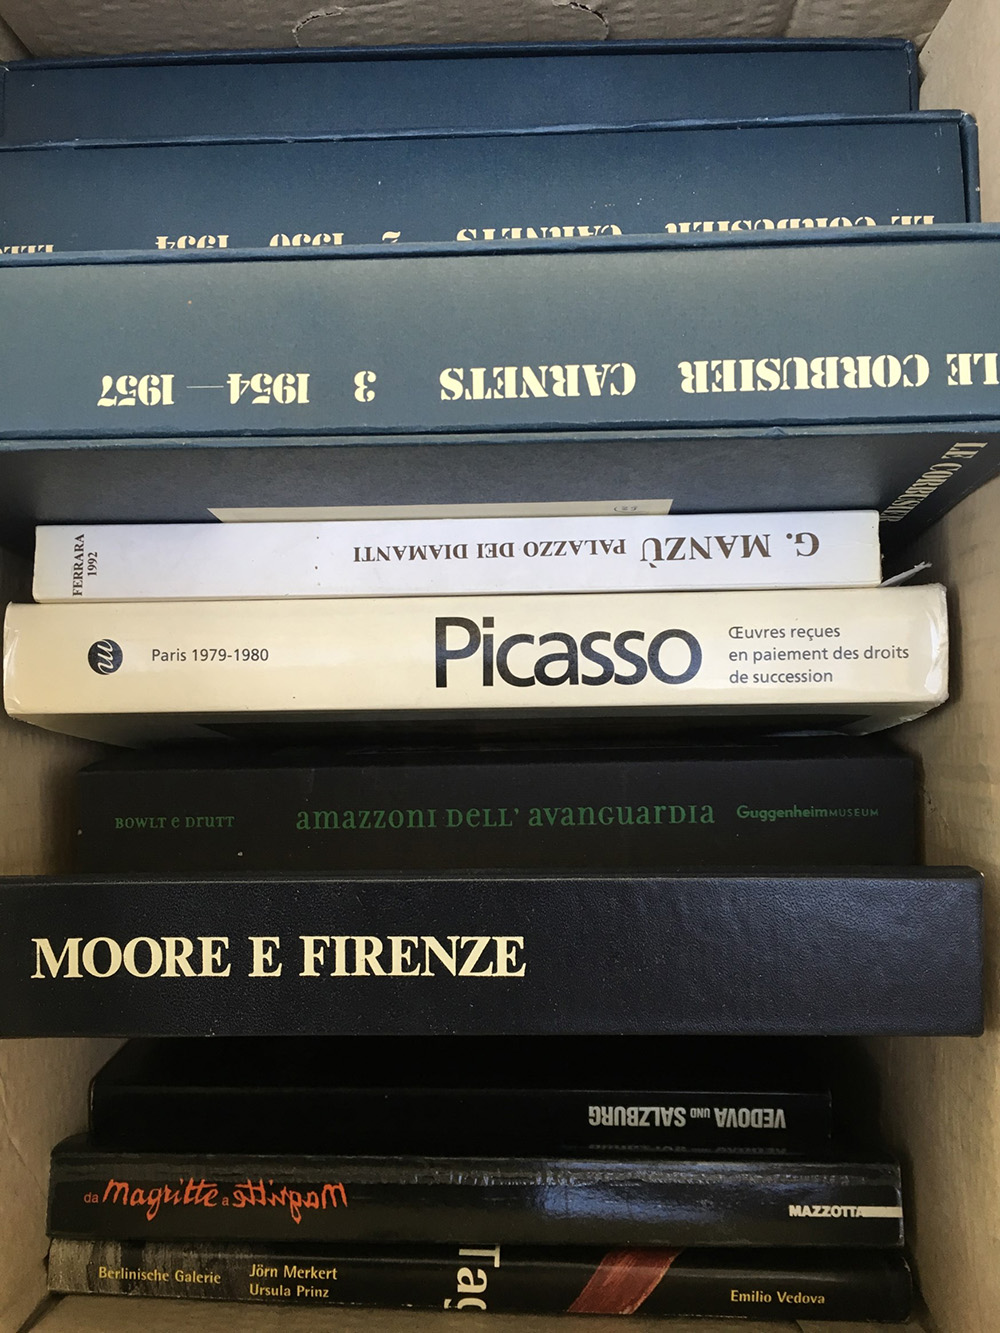 LE CORBUSIER CARNETS 2 1950 1954
LE CORBUSIER CARNETS 3 1954—1957
LE CORBUSIER
G. MANZÙ PALAZZO DEI DIAMANTI
FERRARA
1992
Paris 1979-1980
Picasso
Œuvres reçues
en paiement des droits
de succession
BOWLT e DRUTT amazzoni DELL' avanguardia GuggenheimMUSEUM
MOORE E FIRENZE
VEDOVA UND SALZBURG
da Magritte a Magritte MAZZOTTA
Berlinische Galerie
Jörn Merkert
Ursula Prinz
Tag
Emilio Vedova